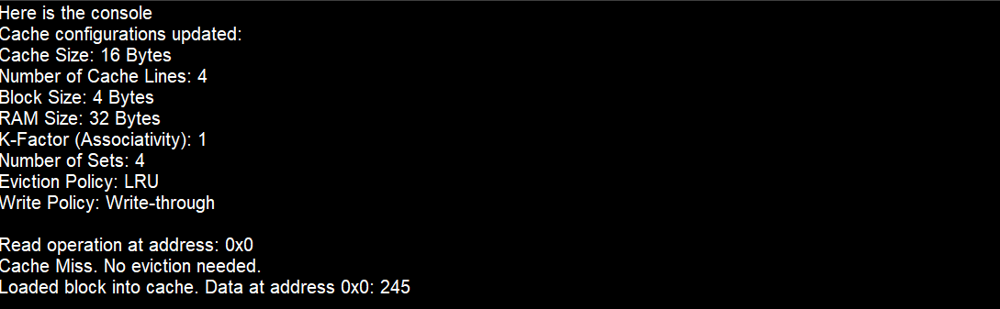 Here is the console
Cache configurations updated:
Cache Size: 16 Bytes
Number of Cache Lines: 4
Block Size: 4 Bytes
RAM Size: 32 Bytes
K-Factor (Associativity): 1
Number of Sets: 4
Eviction Policy: LRU
Write Policy: Write-through
Read operation at address: 0x0
Cache Miss. No eviction needed.
Loaded block into cache. Data at address 0x0: 245